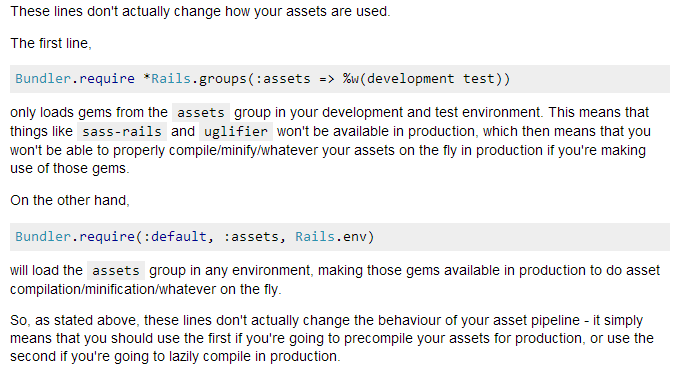 These lines don't actually change how your assets are used.
The first line,
Bundler.require *Rails.groups(:assets => %w(development test))
only loads gems from the assets group in your development and test environment. This means that
things like sass-rails and uglifier won't be available in production, which then means that you
won't be able to properly compile/minify/whatever your assets on the fly in production if you're making
use of those gems.
On the other hand,
Bundler.require(:default, :assets, Rails.env)
will load the assets group in any environment, making those gems available in production to do asset
compilation/minification/whatever on the fly.
So, as stated above, these lines don't actually change the behaviour of your asset pipeline - it simply
means that you should use the first if you're going to precompile your assets for production, or use the
second if you're going to lazily compile in production.